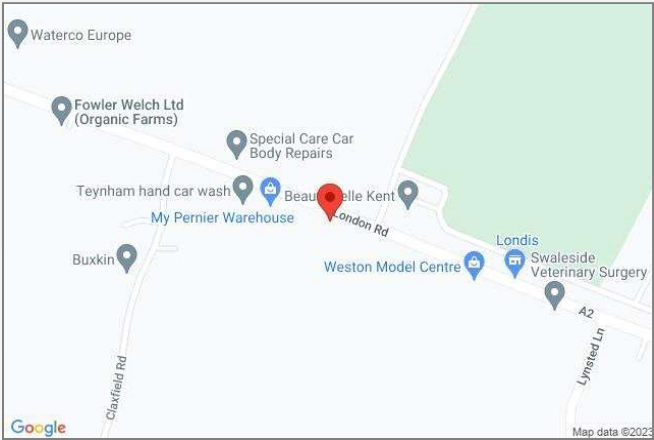 Waterco Europe
Fowler Welch Ltd
(Organic Farms)
Special Care Car
Body Repairs
Teynham hand car wash
Beau elle Kent
My Pernier Warehouse
London Rd
Londis
Buxkin
Weston Model Centre
Swaleside
Veterinary Surgery
A2
Lynsted Ln
Claxfield Rd
Google
Map data ©2023